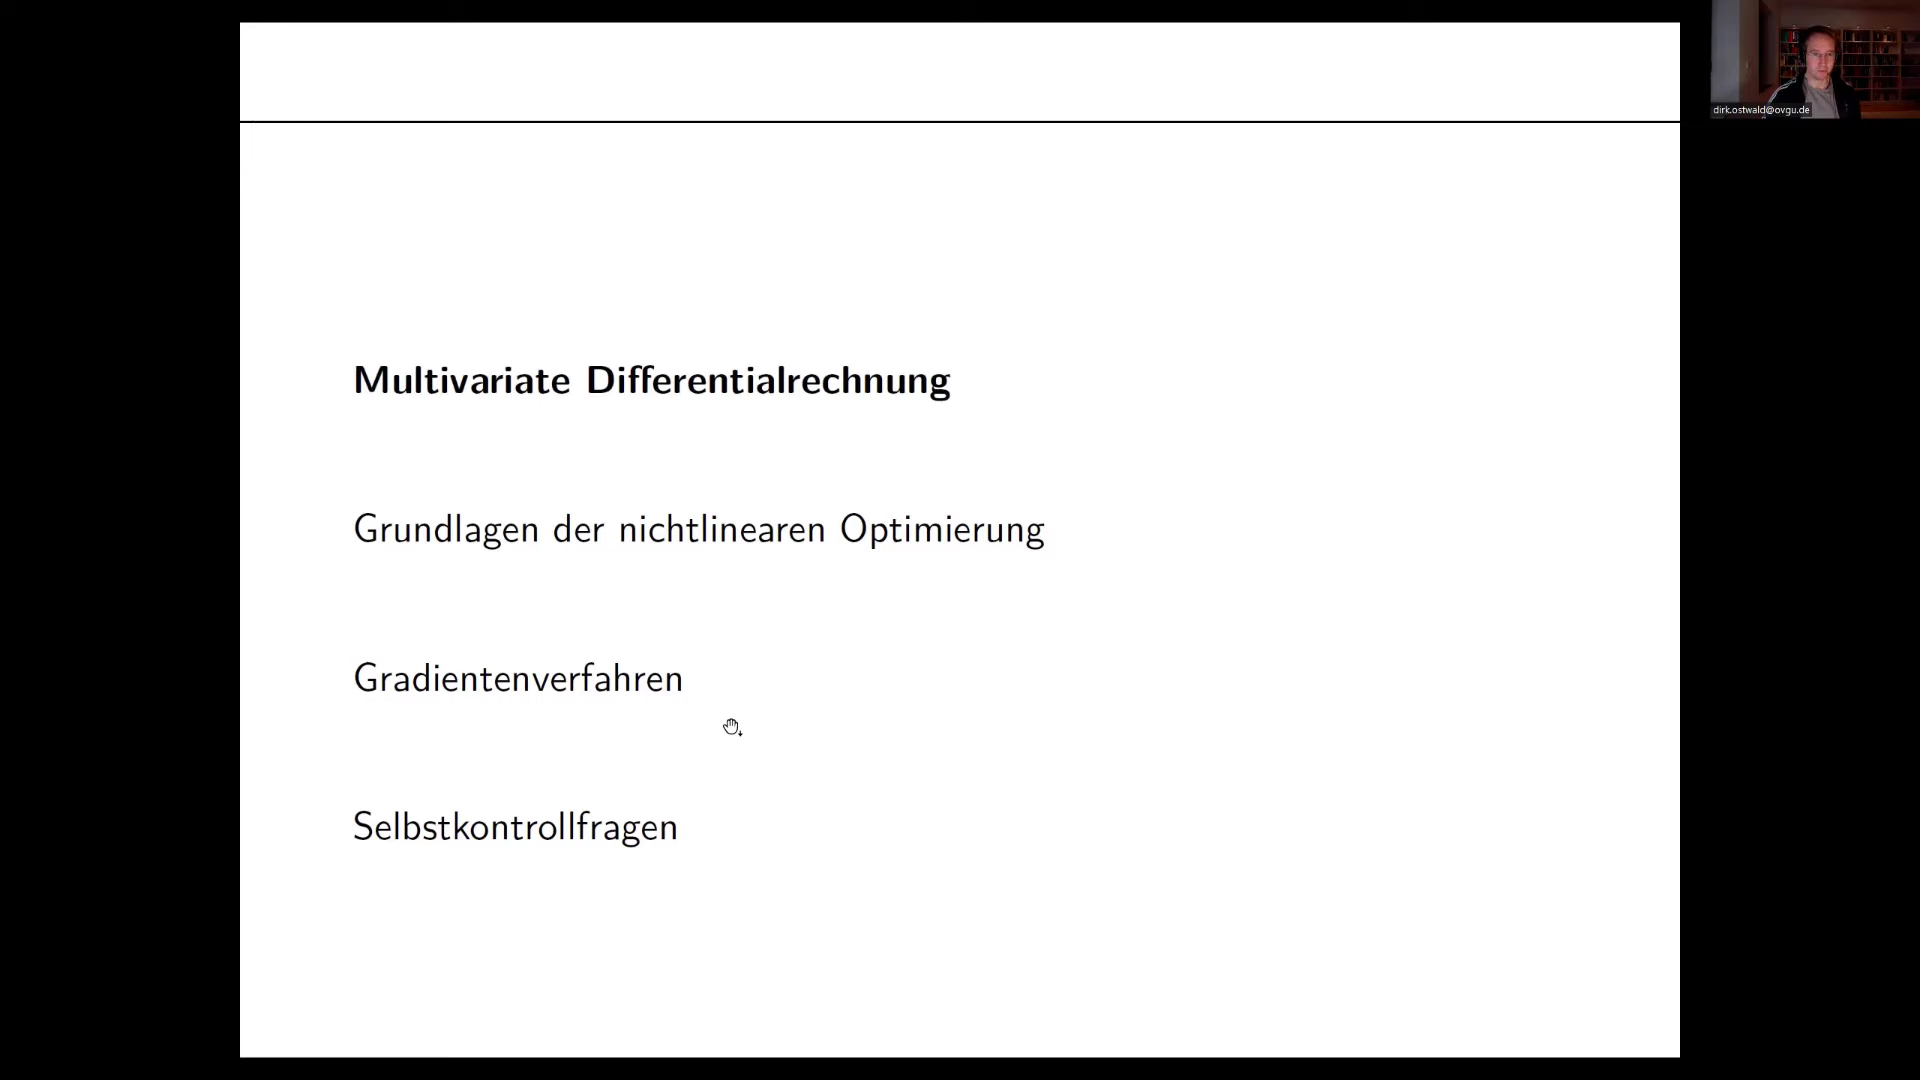 dirk.ostwald@ovgu.de
Multivariate Differentialrechnung
Grundlagen der nichtlinearen Optimierung
Gradientenverfahren
Selbstkontrollfragen